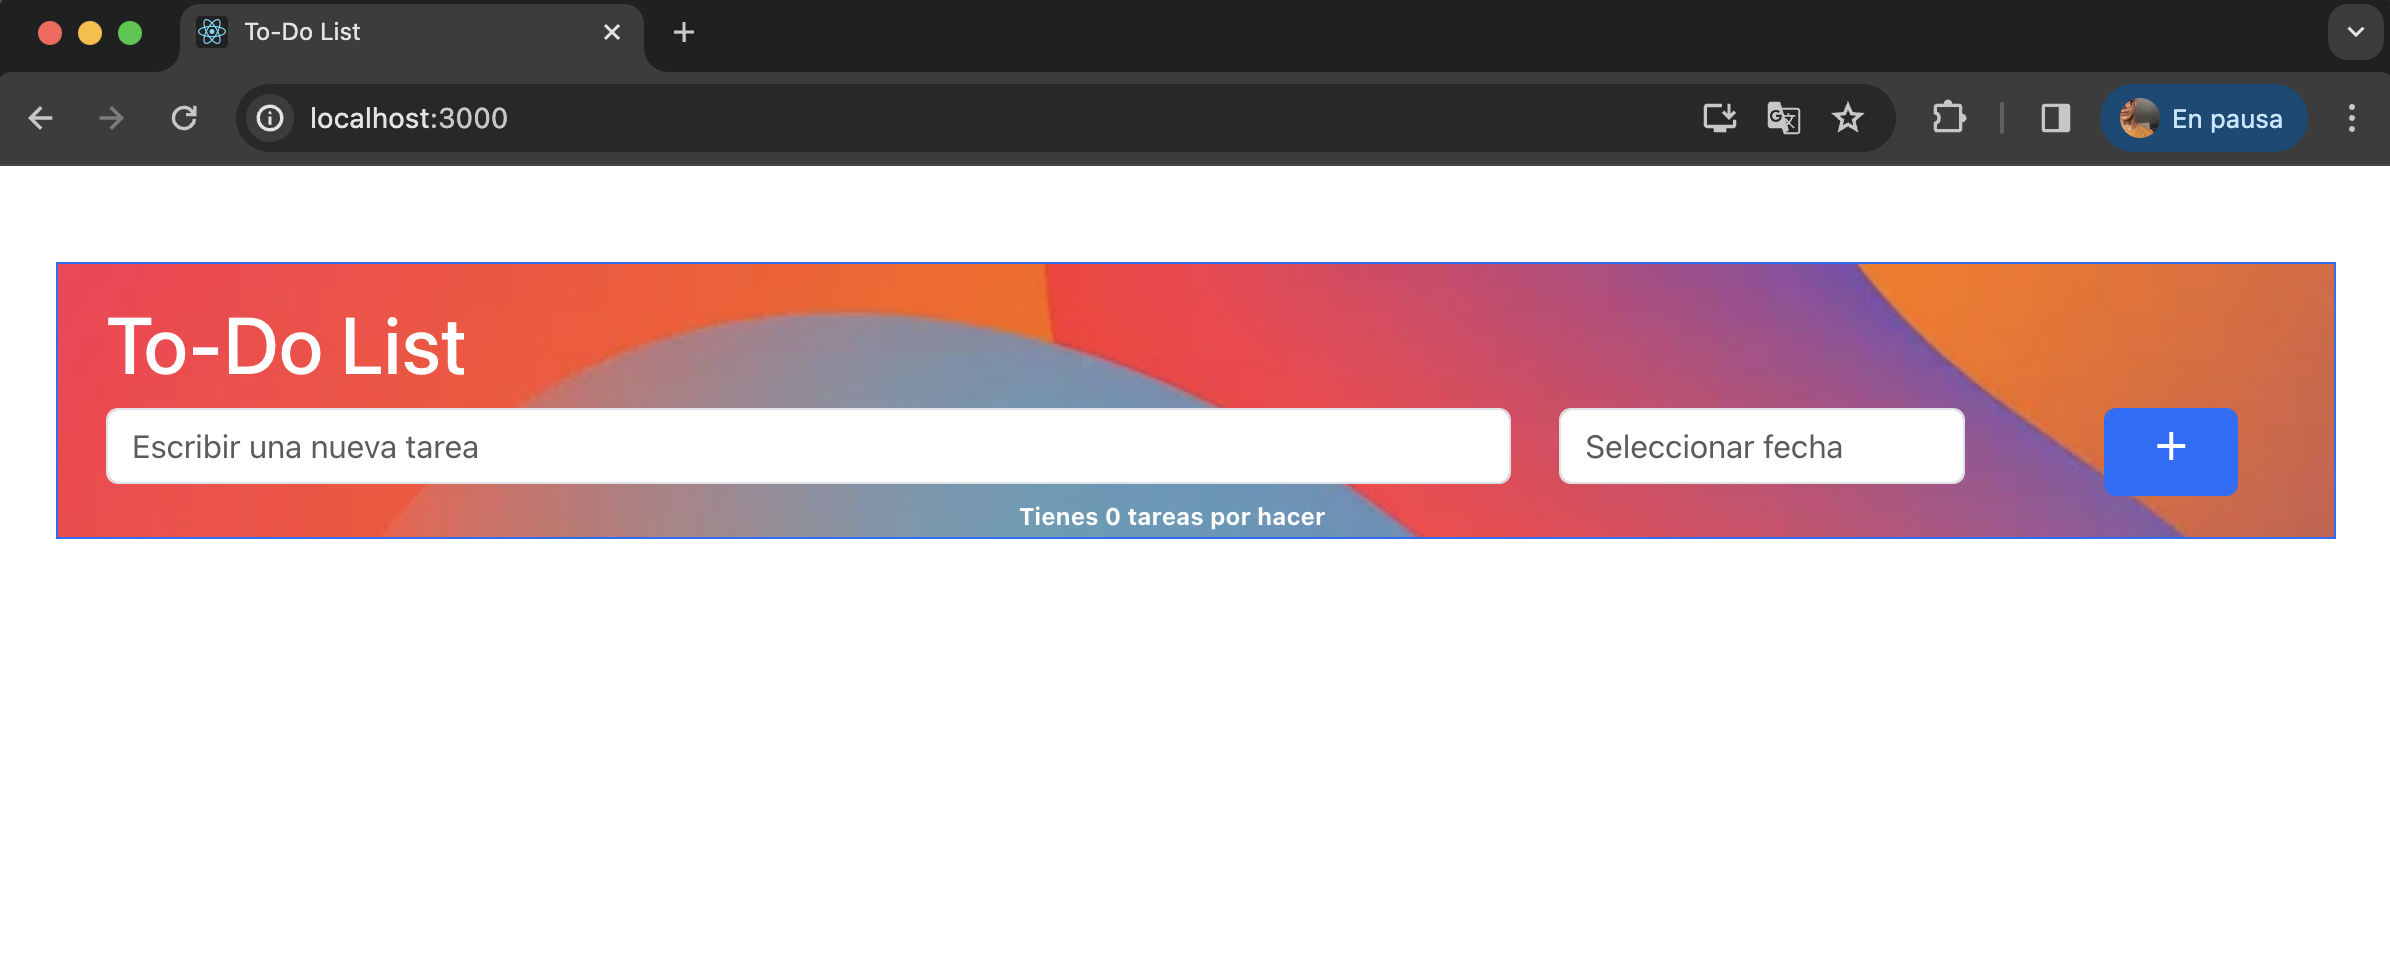 To-Do List
localhost:3000
En pausa
To-Do List
Escribir una nueva tarea
Seleccionar fecha
+
Tienes 0 tareas por hacer